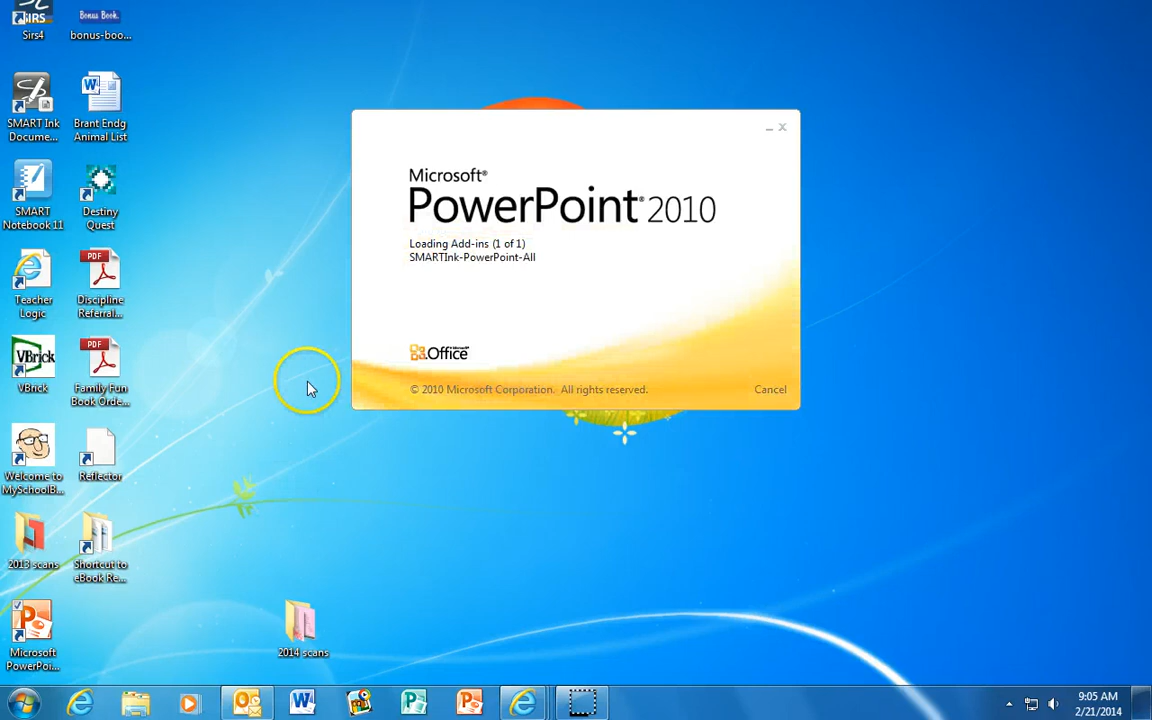 SIRS
Sirs4
Bonus Book
bonus-boo...
SMART Ink
Docume...
W
Brant Endg
Animal List
SMART
Notebook 11
Destiny
Quest
Teacher
Logic
PDF
Discipline
Referral...
VBrick
VBrick
PDF
Family Fun
Book Orde...
Welcome to
MySchoolB...
Reflector
2013 scans
Shortcut to
eBook Re...
P
Microsoft
PowerPoi...
2014 scans
Microsoft®
PowerPoint® 2010
Loading Add-ins (1 of 1)
SMARTInk-PowerPoint-All
Microsoft®
Office
© 2010 Microsoft Corporation. All rights reserved.
Cancel
9:05 AM
2/21/2014